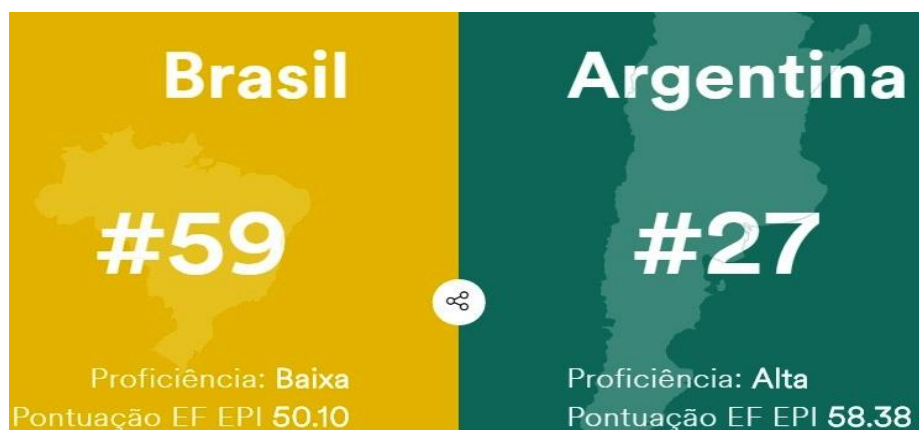 Brasil
#59
Proficiência: Baixa
Pontuação EF EPI 50.10
Argentina
#27
Proficiência: Alta
Pontuação EF EPI 58.38